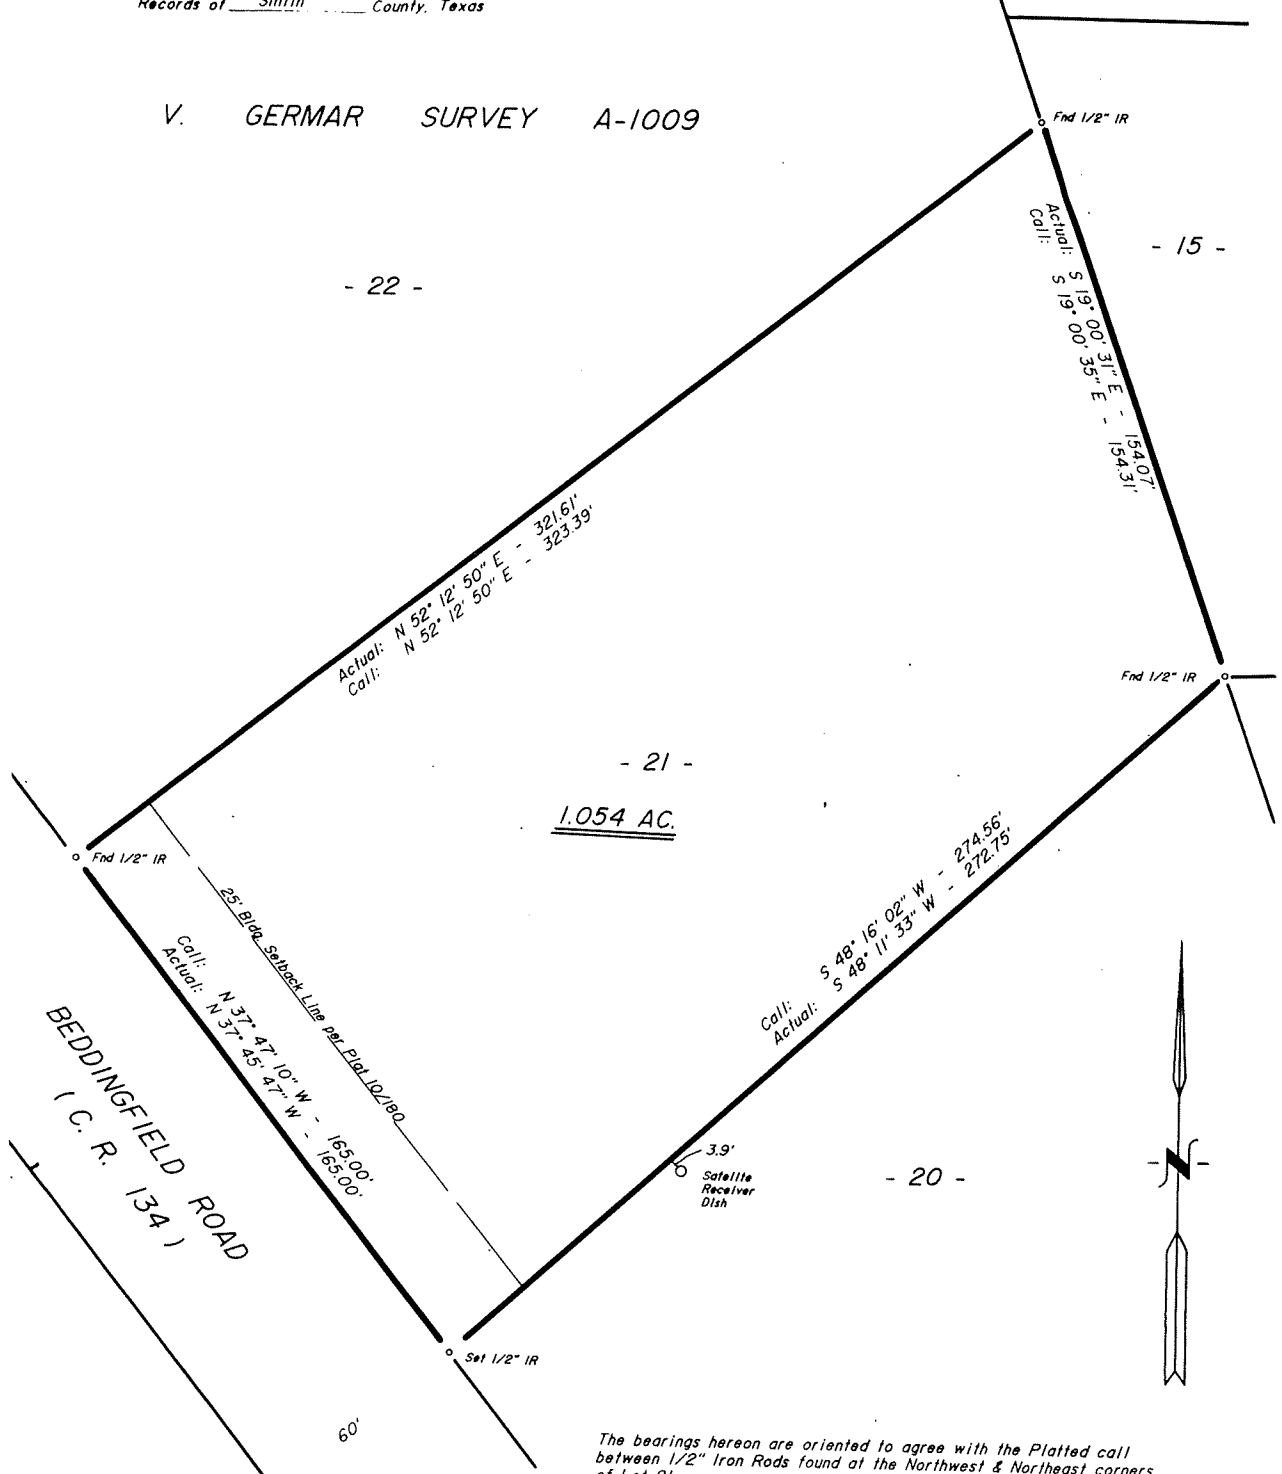 Records of Smith County, Texas
V. GERMAR SURVEY A-1009
Fnd 1/2" IR
- 15 -
- 22 -
Actual: S 19° 00' 31" E - 154.07'
Call: S 19° 00' 35" E - 154.31'
Actual: N 52° 12' 50" E - 321.61'
Call: N 52° 12' 50" E - 323.39'
Fnd 1/2" IR
- 21 -
1.054 AC.
Fnd 1/2" IR
Call: S 48° 16' 02" W - 274.56'
Actual: S 48° 11' 33" W - 272.75'
25' Bldg. Setback Line per Plat 10/180
Call: N 37° 47' 10" W - 165.00'
Actual: N 37° 45' 47" W - 165.00'
BEDDINGFIELD ROAD
( C. R. 134 )
3.9'
Satellite
Receiver
Dish
- 20 -
N
Set 1/2" IR
60'
The bearings hereon are oriented to agree with the Platted call
between 1/2" Iron Rods found at the Northwest & Northeast corners
of Lot 21